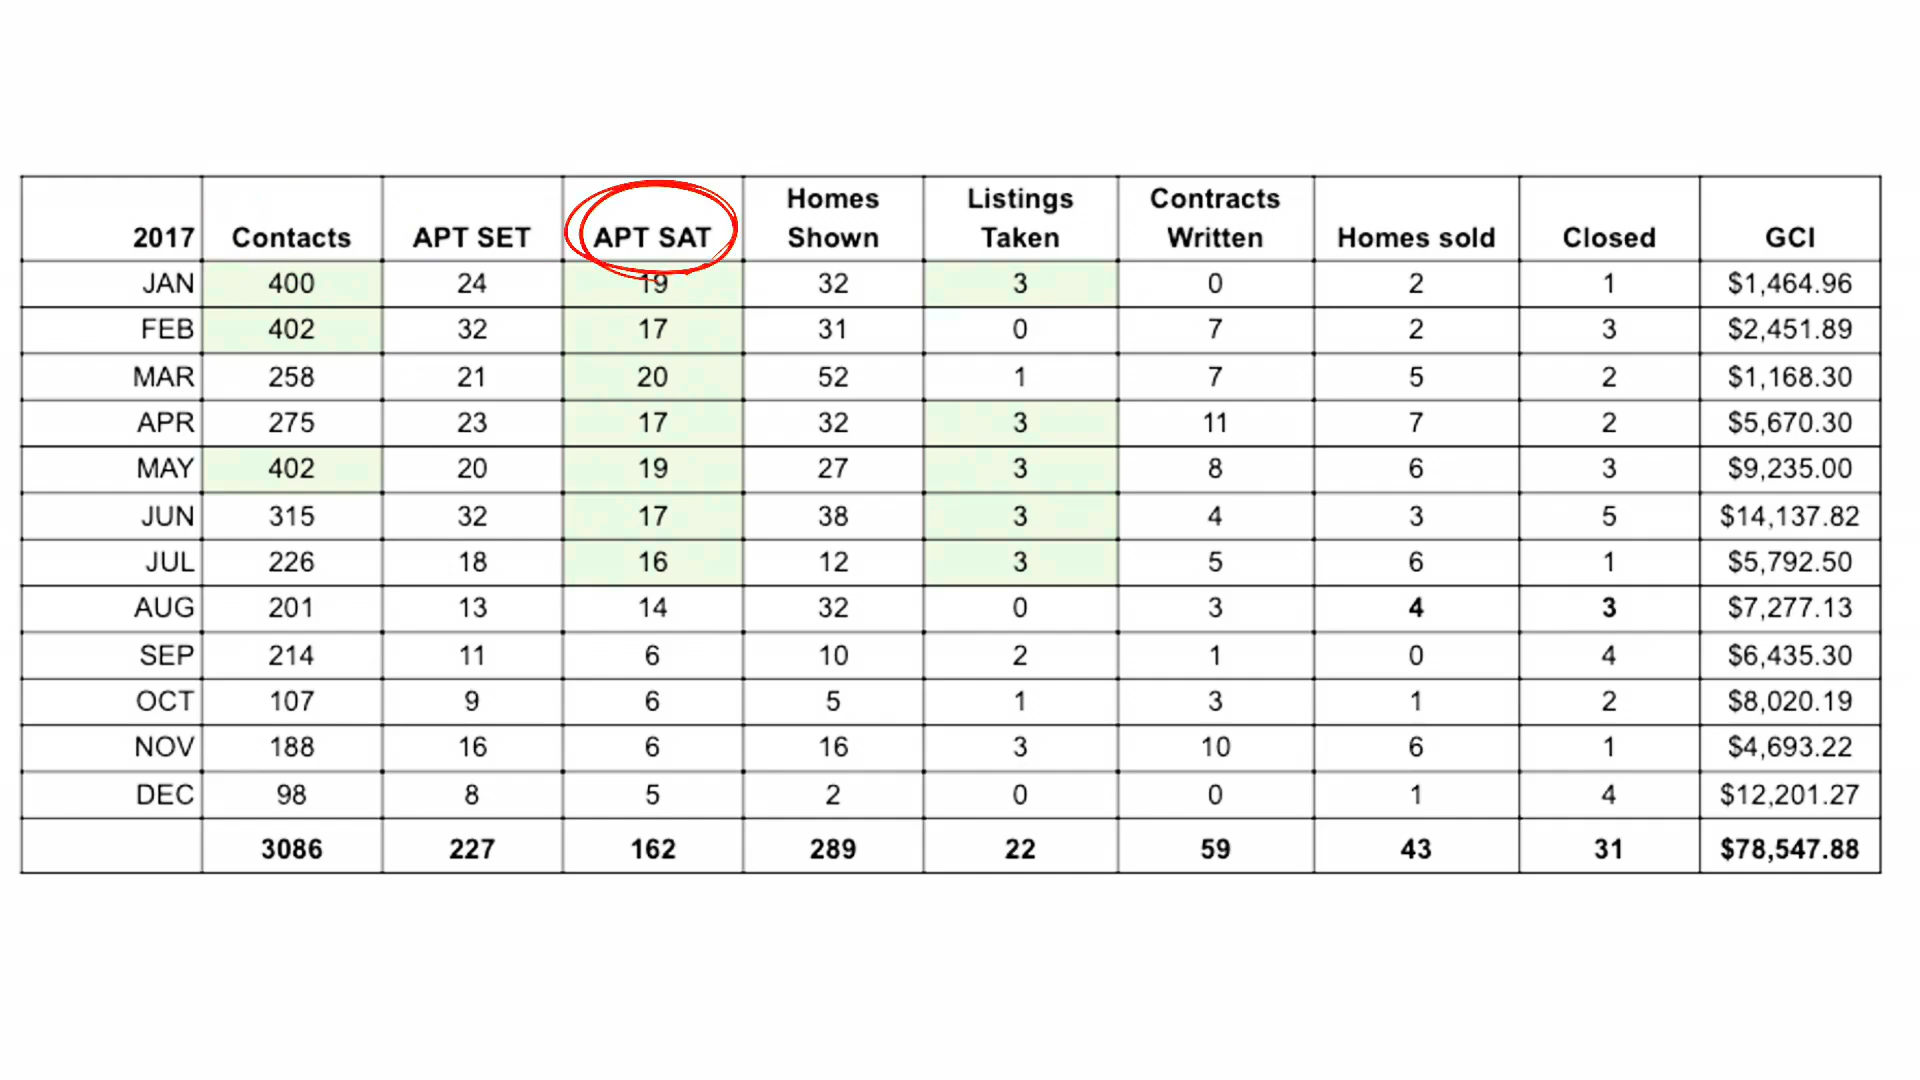 2017 Contacts APT SET APT SAT Homes Shown Listings Taken Contracts Written Homes sold Closed GCI
JAN 400 24 19 32 3 0 2 1 $1,464.96
FEB 402 32 17 31 0 7 2 3 $2,451.89
MAR 258 21 20 52 1 7 5 2 $1,168.30
APR 275 23 17 32 3 11 7 2 $5,670.30
MAY 402 20 19 27 3 8 6 3 $9,235.00
JUN 315 32 17 38 3 4 3 5 $14,137.82
JUL 226 18 16 12 3 5 6 1 $5,792.50
AUG 201 13 14 32 0 3 4 3 $7,277.13
SEP 214 11 6 10 2 1 0 4 $6,435.30
OCT 107 9 6 5 1 3 1 2 $8,020.19
NOV 188 16 6 16 3 10 6 1 $4,693.22
DEC 98 8 5 2 0 0 1 4 $12,201.27
3086 227 162 289 22 59 43 31 $78,547.88